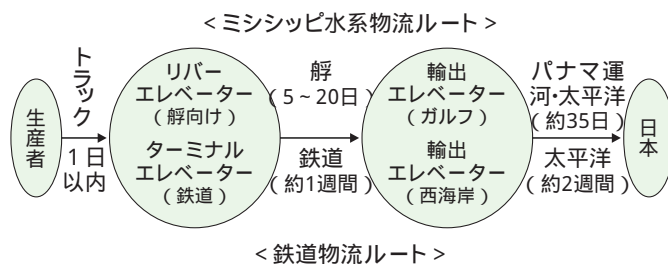 ＜ミシシッピ水系物流ルート＞
生産者
トラック
1日
以内
リバー
エレベーター
（艀向け）
ターミナル
エレベーター
（鉄道）
艀
（5～20日）
鉄道
（約1週間）
輸出
エレベーター
（ガルフ）
輸出
エレベーター
（西海岸）
パナマ運
河・太平洋
（約35日）
太平洋
（約2週間）
日本
＜鉄道物流ルート＞